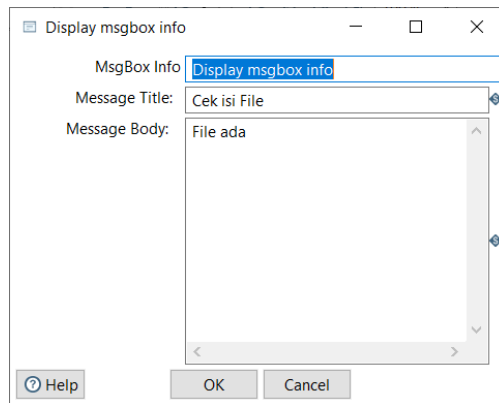 Display msgbox info
MsgBox Info Display msgbox info
Message Title: Cek isi File
Message Body: File ada
Help OK Cancel